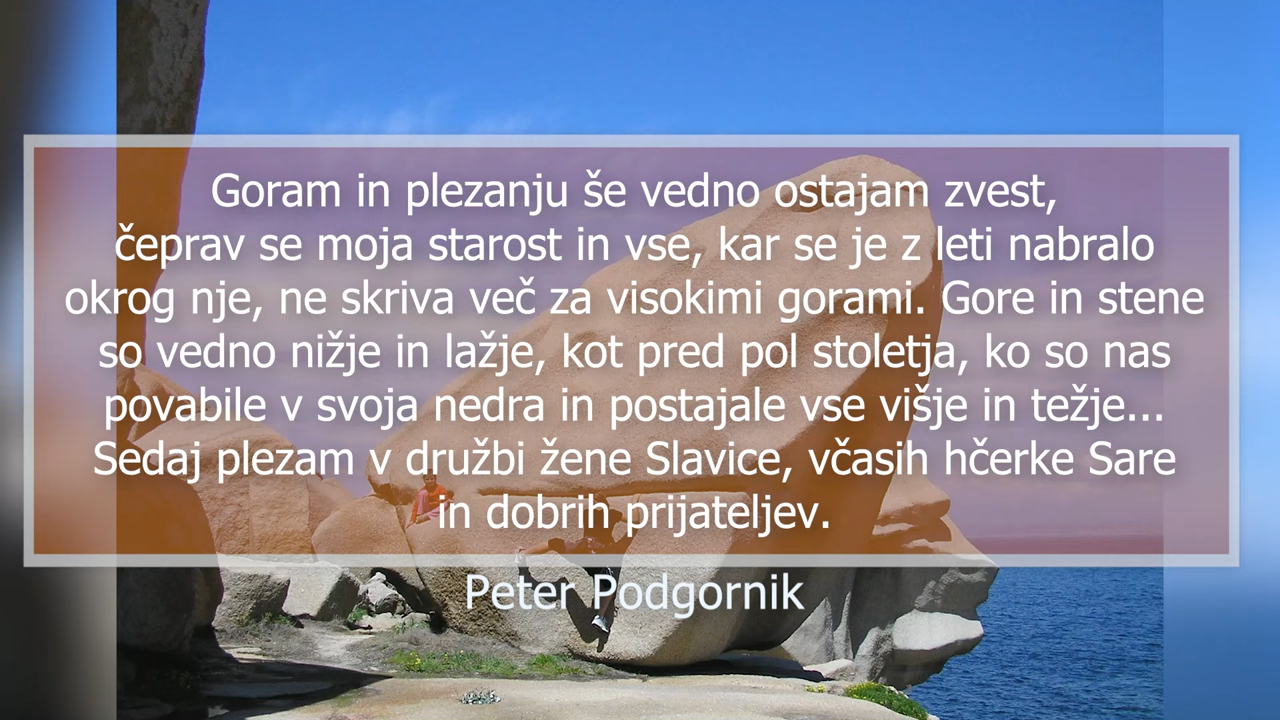 Goram in plezanju še vedno ostajam zvest,
čeprav se moja starost in vse, kar se je z leti nabralo
okrog nje, ne skriva več za visokimi gorami. Gore in stene
so vedno nižje in lažje, kot pred pol stoletja, ko so nas
povabile v svoja nedra in postajale vse višje in težje...
Sedaj plezam v družbi žene Slavice, včasih hčerke Sare
in dobrih prijateljev.
Peter Podgornik